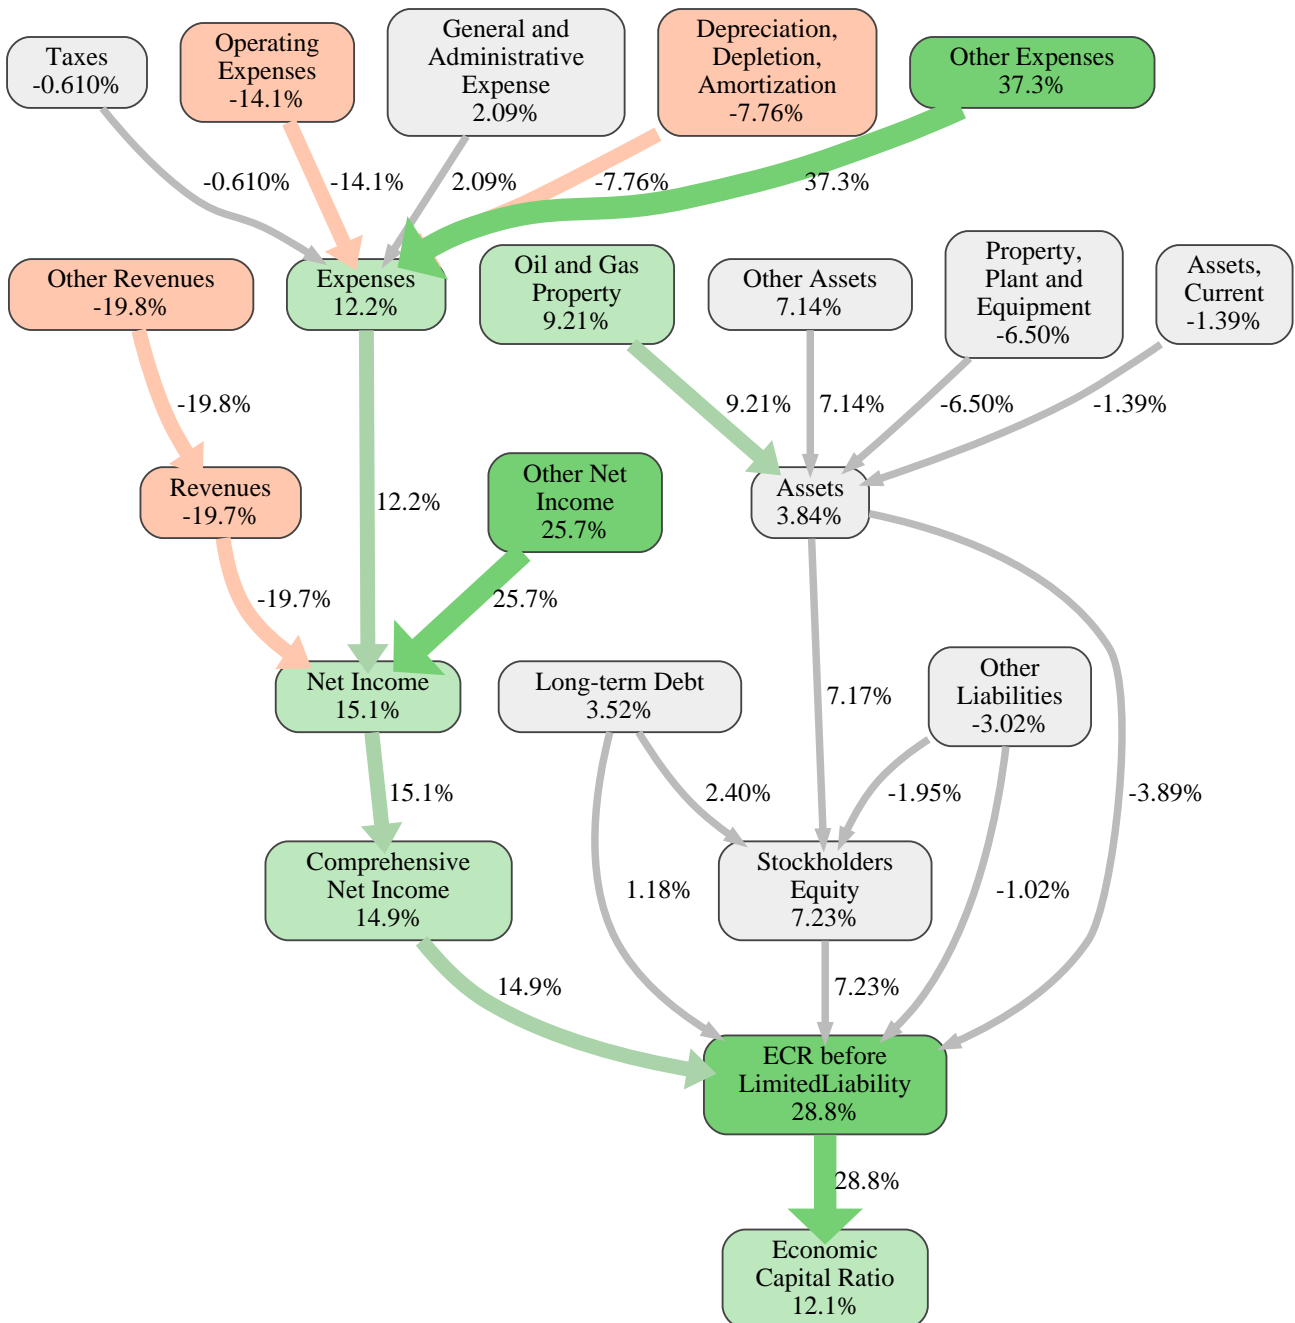 Taxes
-0.610%
Operating
Expenses
-14.1%
General and
Administrative
Expense
2.09%
Depreciation,
Depletion,
Amortization
-7.76%
Other Expenses
37.3%
-0.610%
-14.1%
2.09%
-7.76%
37.3%
Other Revenues
-19.8%
Expenses
12.2%
Oil and Gas
Property
9.21%
Other Assets
7.14%
Property,
Plant and
Equipment
-6.50%
Assets,
Current
-1.39%
-19.8%
9.21%
7.14%
-6.50%
-1.39%
Revenues
-19.7%
12.2%
Other Net
Income
25.7%
Assets
3.84%
-19.7%
25.7%
Net Income
15.1%
Long-term Debt
3.52%
7.17%
Other
Liabilities
-3.02%
15.1%
2.40%
-1.95%
-3.89%
Comprehensive
Net Income
14.9%
1.18%
Stockholders
Equity
7.23%
-1.02%
14.9%
7.23%
ECR before
LimitedLiability
28.8%
28.8%
Economic
Capital Ratio
12.1%